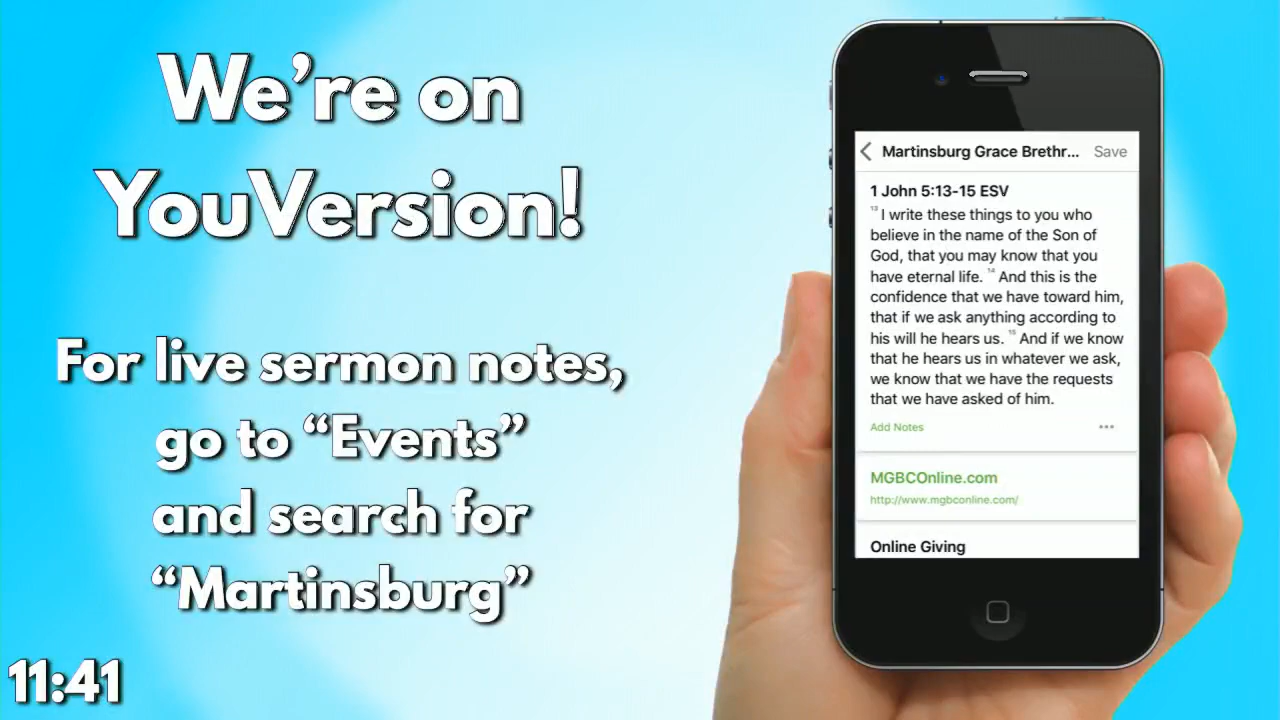 We're on
YouVersion!
For live sermon notes,
go to “Events”
and search for
“Martinsburg”
11:41
Martinsburg Grace Brethr... Save
1 John 5:13-15 ESV
13 I write these things to you who
believe in the name of the Son of
God, that you may know that you
have eternal life. 14 And this is the
confidence that we have toward him,
that if we ask anything according to
his will he hears us. 15 And if we know
that he hears us in whatever we ask,
we know that we have the requests
that we have asked of him.
Add Notes
MGBCOnline.com
http://www.mgbconline.com/
Online Giving